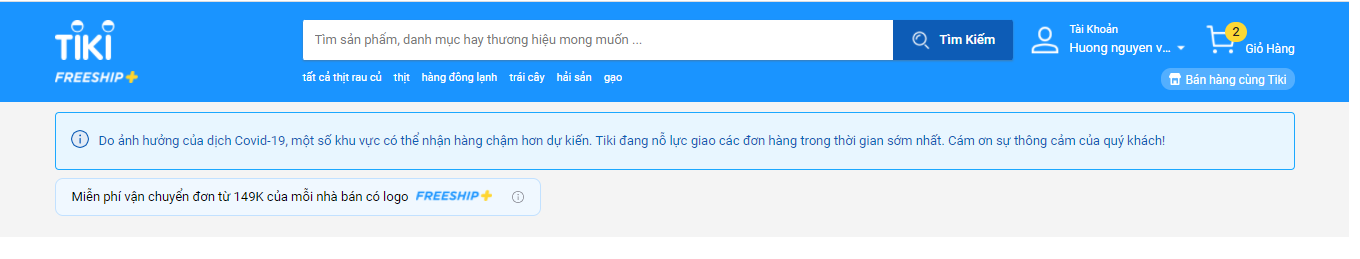 TIKI
FREESHIP+
Tìm sản phẩm, danh mục hay thương hiệu mong muốn ...
Tìm Kiếm
Tài Khoản
Huong nguyen v...
2
Giỏ Hàng
tất cả thịt rau củ thịt hàng đông lạnh trái cây hải sản gạo
Bán hàng cùng Tiki
Do ảnh hưởng của dịch Covid-19, một số khu vực có thể nhận hàng chậm hơn dự kiến. Tiki đang nỗ lực giao các đơn hàng trong thời gian sớm nhất. Cám ơn sự thông cảm của quý khách!
Miễn phí vận chuyển đơn từ 149K của mỗi nhà bán có logo FREESHIP+